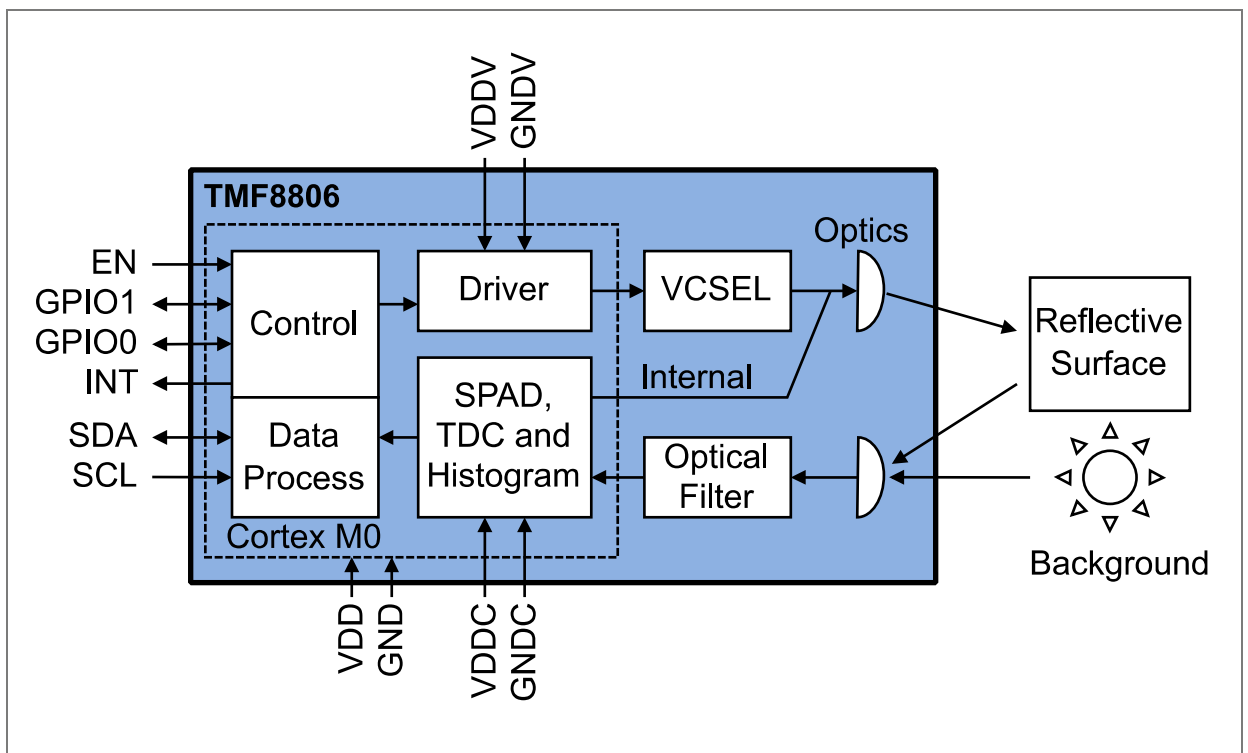 VDDV
GNDV
TMF8806
Optics
EN
GPIO1
GPIO0
INT
SDA
SCL
Control
Driver
VCSEL
Reflective
Surface
Internal
Data
Process
SPAD,
TDC and
Histogram
Optical
Filter
Cortex M0
Background
VDD
GND
VDDC
GNDC